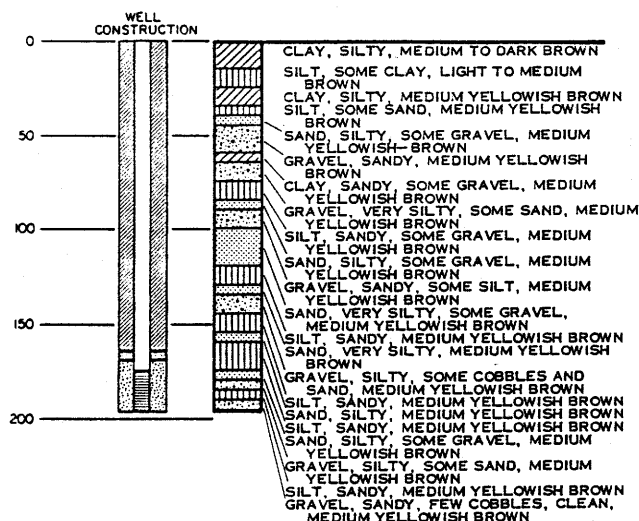 WELL
CONSTRUCTION
0
50
100
150
200
CLAY, SILTY, MEDIUM TO DARK BROWN
SILT, SOME CLAY, LIGHT TO MEDIUM
BROWN
CLAY, SILTY, MEDIUM YELLOWISH BROWN
SILT, SOME SAND, MEDIUM YELLOWISH
BROWN
SAND, SILTY, SOME GRAVEL, MEDIUM
YELLOWISH-BROWN
GRAVEL, SANDY, MEDIUM YELLOWISH
BROWN
CLAY, SANDY, SOME GRAVEL, MEDIUM
YELLOWISH BROWN
GRAVEL, VERY SILTY, SOME SAND, MEDIUM
YELLOWISH BROWN
SILT, SANDY, SOME GRAVEL, MEDIUM
YELLOWISH BROWN
SAND, SILTY, SOME GRAVEL, MEDIUM
YELLOWISH BROWN
GRAVEL, SANDY, SOME SILT, MEDIUM
YELLOWISH BROWN
SAND, VERY SILTY, SOME GRAVEL,
MEDIUM YELLOWISH BROWN
SILT, SANDY, MEDIUM YELLOWISH BROWN
SAND, VERY SILTY, MEDIUM YELLOWISH
BROWN
GRAVEL, SILTY, SOME COBBLES AND
SAND, MEDIUM YELLOWISH BROWN
SILT, SANDY, MEDIUM YELLOWISH BROWN
SAND, SILTY, MEDIUM YELLOWISH BROWN
SILT, SANDY, MEDIUM YELLOWISH BROWN
SAND, SILTY, SOME GRAVEL, MEDIUM
YELLOWISH BROWN
GRAVEL, SILTY, SOME SAND, MEDIUM
YELLOWISH BROWN
SILT, SANDY, MEDIUM YELLOWISH BROWN
GRAVEL, SANDY, FEW COBBLES, CLEAN,
MEDIUM YELLOWISH BROWN